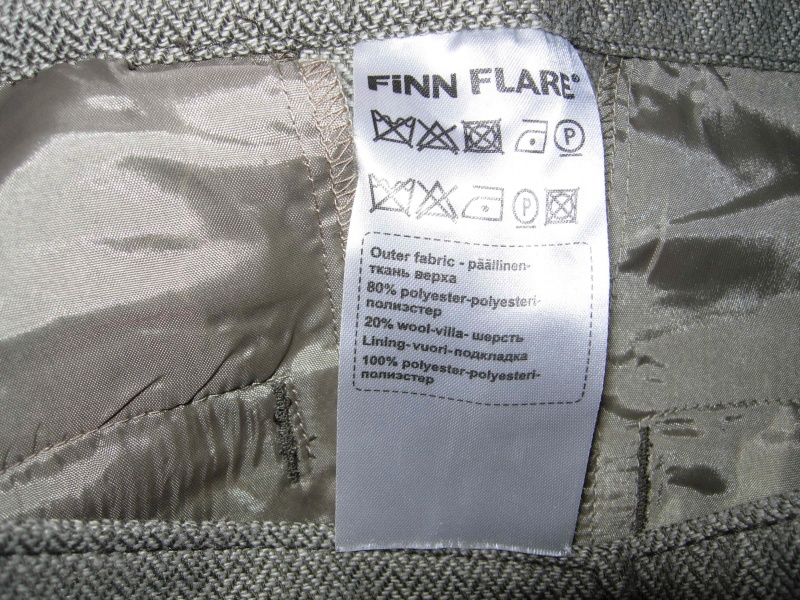 FiNN FLARE®
P
P
Outer fabric - päällinen-
ткань верха
80% polyester-polyesteri-
полиэстер
20% wool-villa- шерсть
Lining-vuori-подкладка
100% polyester-polyesteri-
полиэстер